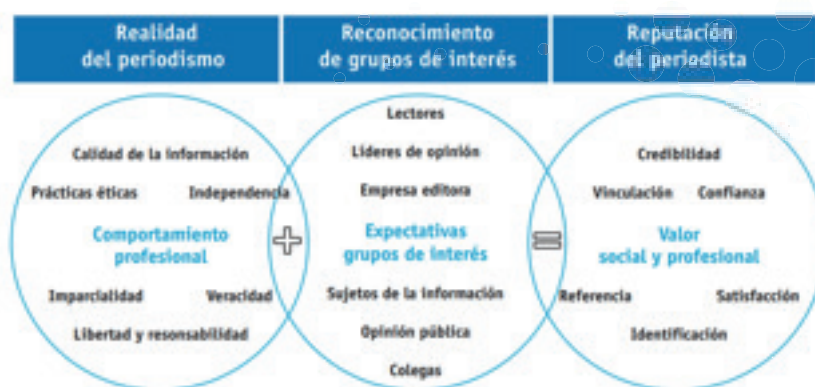 Realidad
del periodismo
Reconocimiento
de grupos de interés
Reputación
del periodista
Calidad de la información
Prácticas éticas
Independencia
Comportamiento
profesional
Imparcialidad
Veracidad
Libertad y resonsabilidad
+
Lectores
Líderes de opinión
Empresa editora
Expectativas
grupos de interés
Sujetos de la información
Opinión pública
Colegas
=
Credibilidad
Vinculación
Confianza
Valor
social y profesional
Referencia
Satisfacción
Identificación